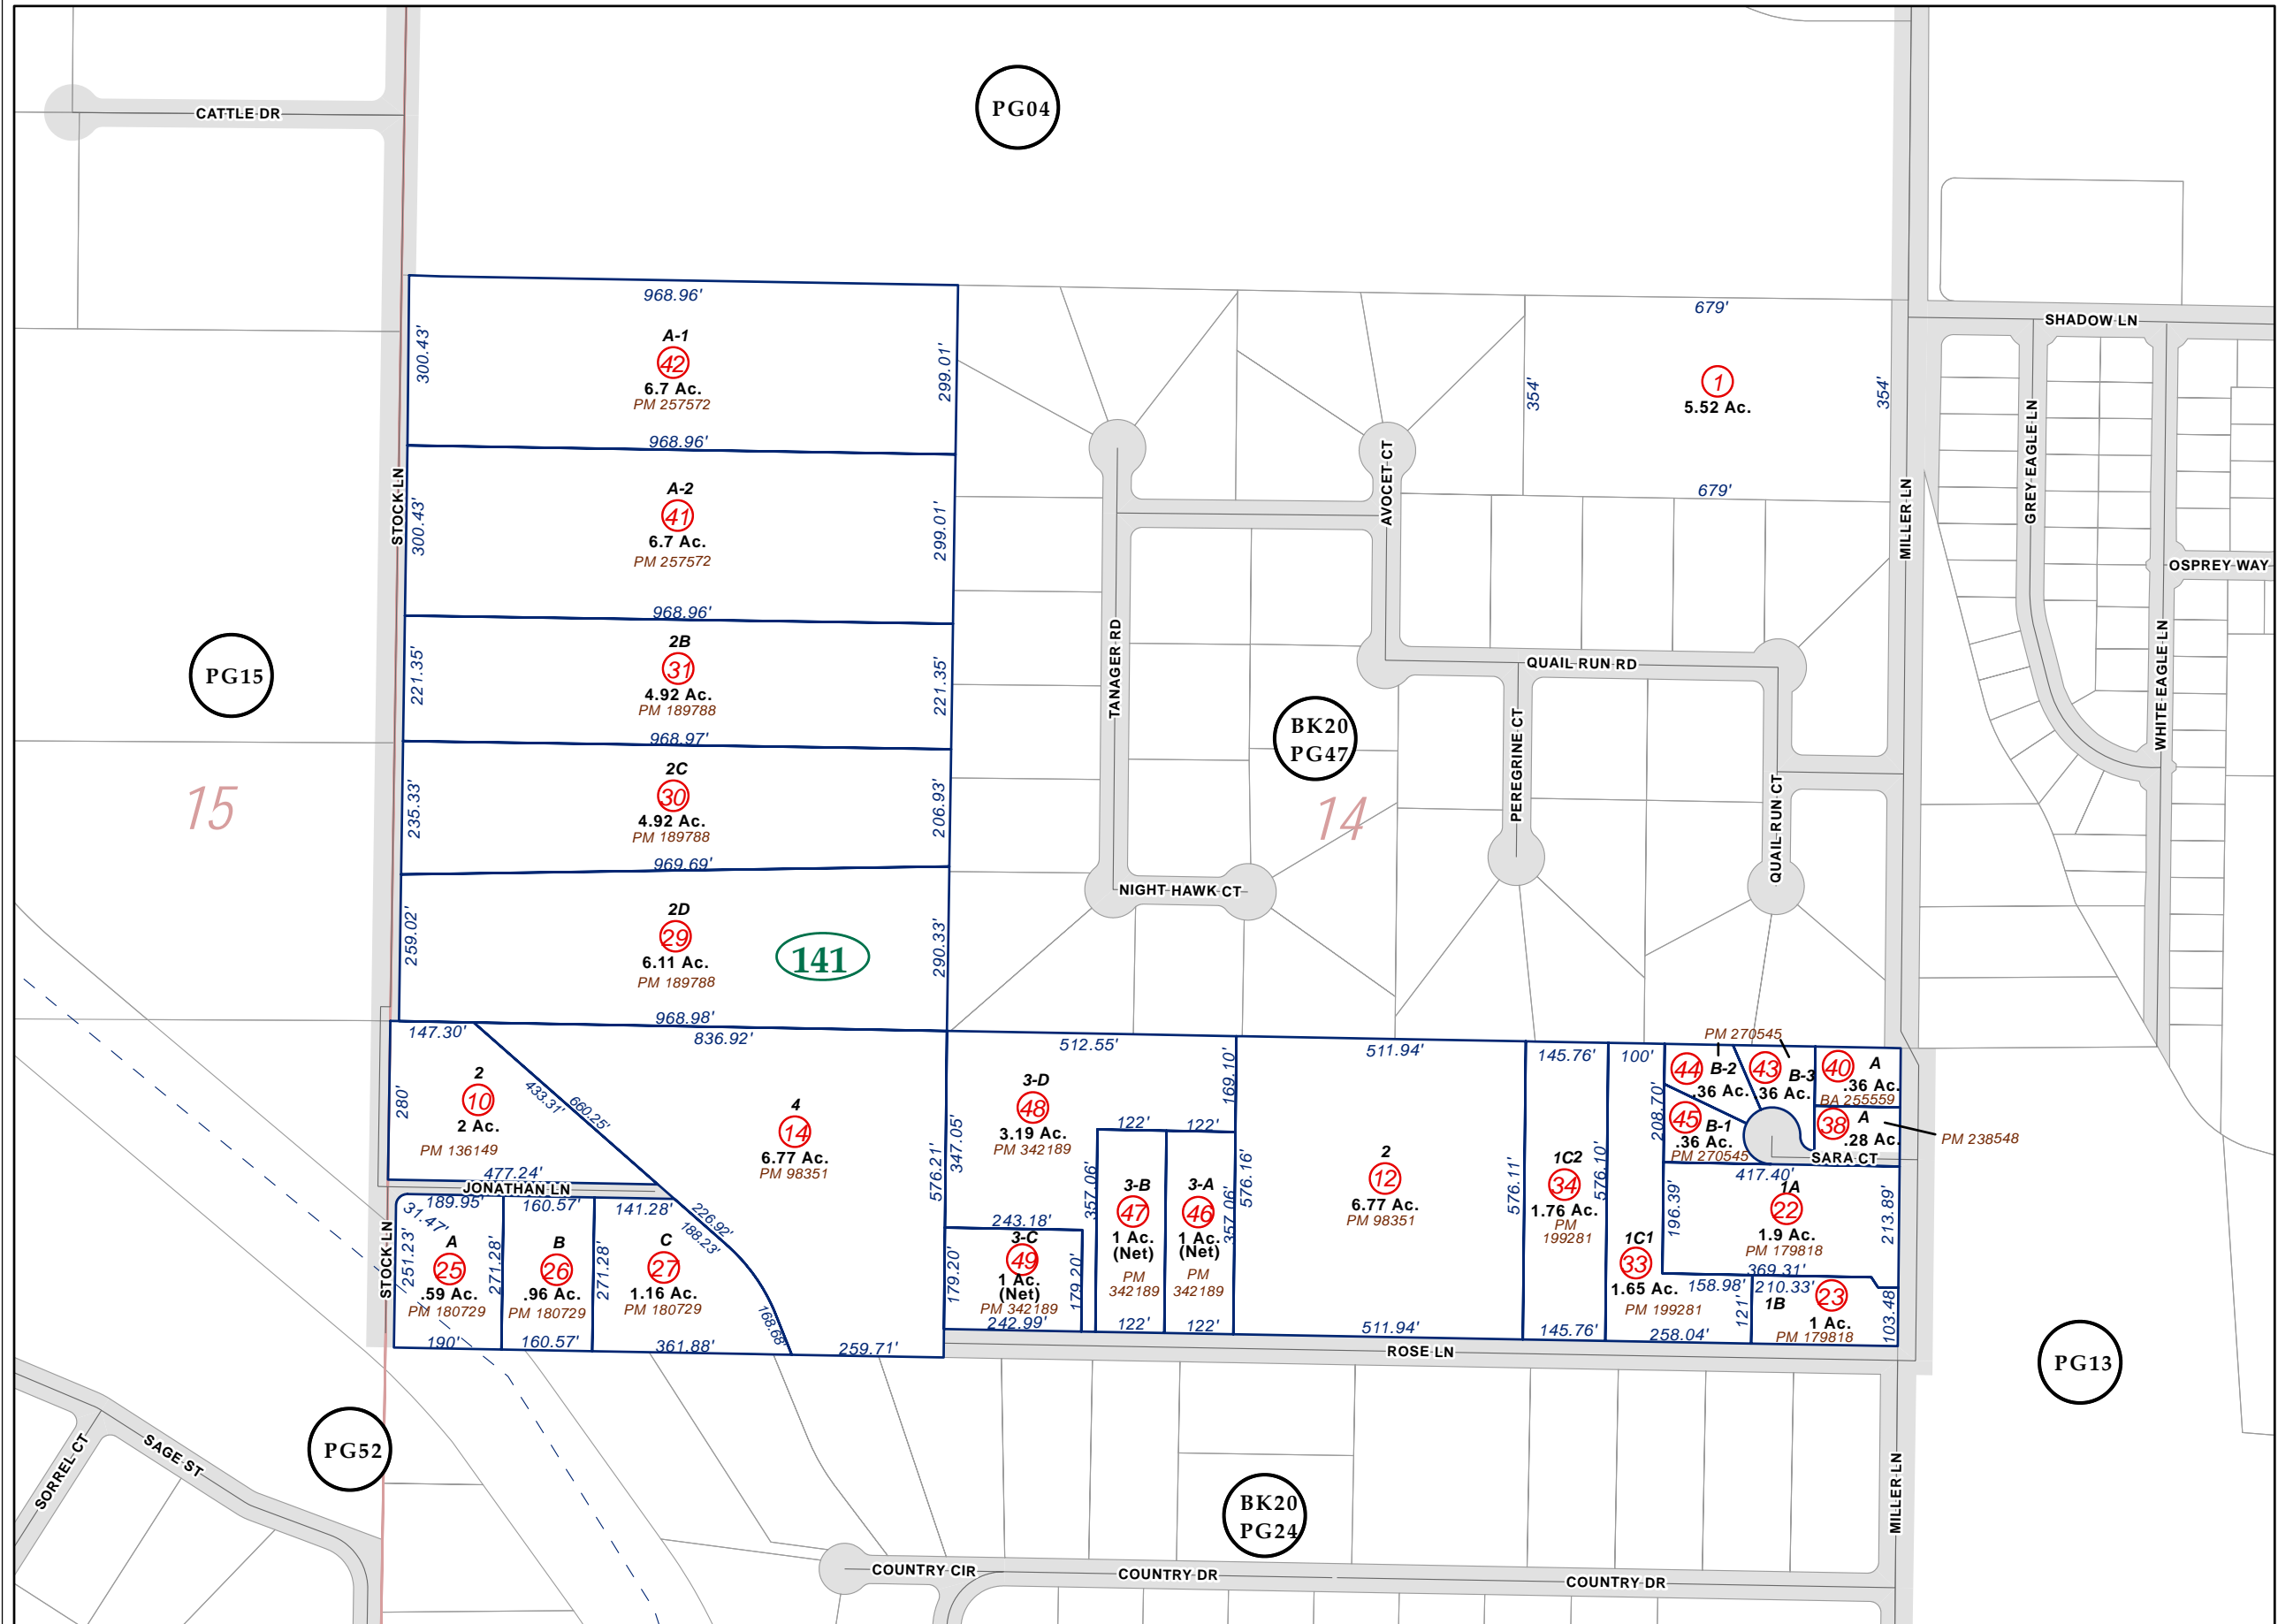 PG04
CATTLE DR
SHADOW LN
968.96'
A-1
42
6.7 Ac.
PM 257572
300.43'
299.01'
968.96'
679'
1
5.52 Ac.
354'
354'
679'
A-2
41
6.7 Ac.
PM 257572
300.43'
299.01'
968.96'
STOCK LN
AVOCET CT
MILLER LN
GREY EAGLE LN
OSPREY WAY
WHITE EAGLE LN
2B
31
4.92 Ac.
PM 189788
221.35'
221.35'
968.97'
PG15
TANAGER RD
QUAIL RUN RD
PEREGRINE CT
BK20
PG47
14
15
2C
30
4.92 Ac.
PM 189788
235.33'
206.93'
969.69'
QUAIL RUN CT
NIGHT HAWK CT
2D
29
6.11 Ac.
PM 189788
141
259.02'
290.33'
968.98'
147.30'
836.92'
2
10
2 Ac.
PM 136149
280'
433.31'
660.25'
477.24'
4
14
6.77 Ac.
PM 98351
576.21'
JONATHAN LN
189.95'
31.47'
251.23'
A
25
.59 Ac.
PM 180729
190'
271.28'
160.57'
B
26
.96 Ac.
PM 180729
160.57'
271.28'
141.28'
C
27
1.16 Ac.
PM 180729
361.88'
226.92'
188.23'
168.68'
259.71'
STOCK LN
512.55'
3-D
48
3.19 Ac.
PM 342189
347.05'
169.10'
122'
122'
243.18'
3-C
49
1 Ac.
(Net)
PM 342189
179.20'
179.20'
242.99'
357.06'
3-B
47
1 Ac.
(Net)
PM
342189
122'
3-A
46
1 Ac.
(Net)
PM
342189
357.06'
122'
576.16'
511.94'
2
12
6.77 Ac.
PM 98351
511.94'
576.11'
145.76'
1C2
34
1.76 Ac.
PM
199281
145.76'
576.10'
100'
1C1
33
1.65 Ac.
PM 199281
258.04'
208.70'
196.39'
158.98'
121'
PM 270545
44
B-2
.36 Ac.
43
B-3
.36 Ac.
40
A
.36 Ac.
BA 255559
45
B-1
.36 Ac.
PM 270545
38
A
.28 Ac.
PM 238548
SARA CT
417.40'
1A
22
1.9 Ac.
PM 179818
213.89'
369.31'
210.33'
1B
23
1 Ac.
PM 179818
103.48'
ROSE LN
PG13
PG52
SORREL CT
SAGE ST
BK20
PG24
MILLER LN
COUNTRY CIR
COUNTRY DR
COUNTRY DR